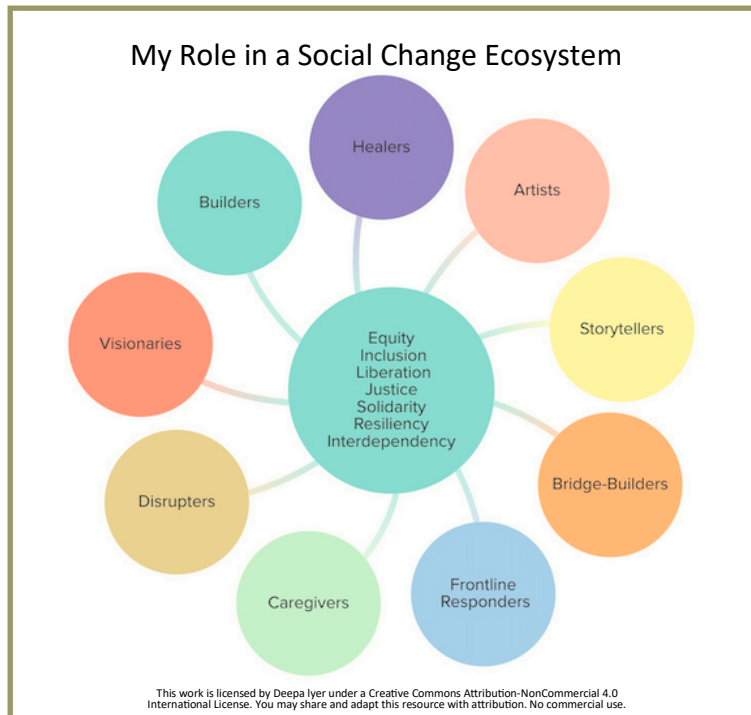 My Role in a Social Change Ecosystem
Healers
Artists
Builders
Storytellers
Visionaries
Equity
Inclusion
Liberation
Justice
Solidarity
Resiliency
Interdependency
Bridge-Builders
Disrupters
Frontline
Responders
Caregivers
This work is licensed by Deepa Iyer under a Creative Commons Attribution-NonCommercial 4.0
International License. You may share and adapt this resource with attribution. No commercial use.